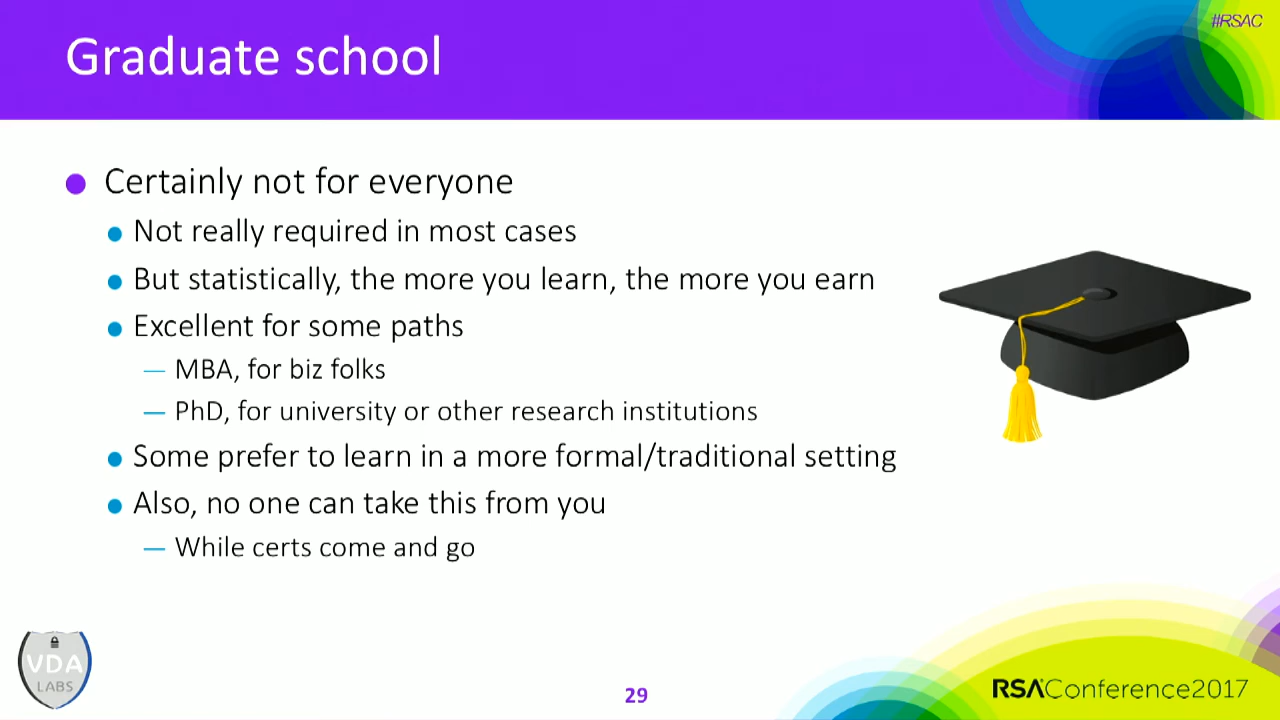 #RSAC
Graduate school
Certainly not for everyone
Not really required in most cases
But statistically, the more you learn, the more you earn
Excellent for some paths
— MBA, for biz folks
— PhD, for university or other research institutions
Some prefer to learn in a more formal/traditional setting
Also, no one can take this from you
— While certs come and go
VDA
LABS
29
RSAConference2017